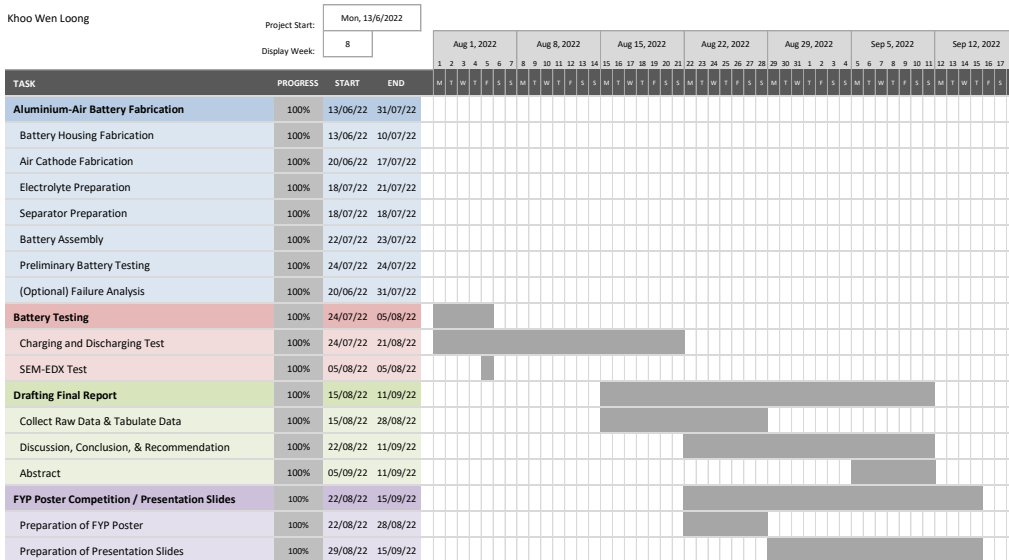 Khoo Wen Loong
Project Start: Mon, 13/6/2022
Display Week: 8
Aug 1, 2022 Aug 8, 2022 Aug 15, 2022 Aug 22, 2022 Aug 29, 2022 Sep 5, 2022 Sep 12, 2022
1 2 3 4 5 6 7 8 9 10 11 12 13 14 15 16 17 18 19 20 21 22 23 24 25 26 27 28 29 30 31 1 2 3 4 5 6 7 8 9 10 11 12 13 14 15 16 17
TASK PROGRESS START END M T W T F S S M T W T F S S M T W T F S S M T W T F S S M T W T F S S M T W T F S S M T W T F S
Aluminium-Air Battery Fabrication 100% 13/06/22 31/07/22
Battery Housing Fabrication 100% 13/06/22 10/07/22
Air Cathode Fabrication 100% 20/06/22 17/07/22
Electrolyte Preparation 100% 18/07/22 21/07/22
Separator Preparation 100% 18/07/22 18/07/22
Battery Assembly 100% 22/07/22 23/07/22
Preliminary Battery Testing 100% 24/07/22 24/07/22
(Optional) Failure Analysis 100% 20/06/22 31/07/22
Battery Testing 100% 24/07/22 05/08/22
Charging and Discharging Test 100% 24/07/22 21/08/22
SEM-EDX Test 100% 05/08/22 05/08/22
Drafting Final Report 100% 15/08/22 11/09/22
Collect Raw Data & Tabulate Data 100% 15/08/22 28/08/22
Discussion, Conclusion, & Recommendation 100% 22/08/22 11/09/22
Abstract 100% 05/09/22 11/09/22
FYP Poster Competition / Presentation Slides 100% 22/08/22 15/09/22
Preparation of FYP Poster 100% 22/08/22 28/08/22
Preparation of Presentation Slides 100% 29/08/22 15/09/22